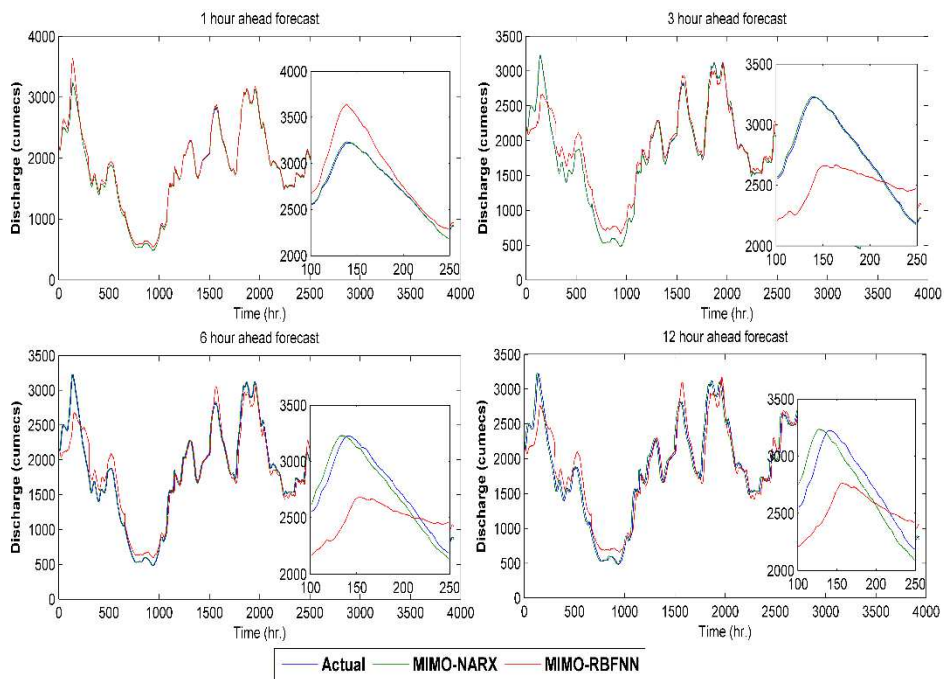 1 hour ahead forecast
Discharge (cumecs)
4000
3000
2000
1000
0
0 500 1000 1500 2000 2500 3000 3500 4000
Time (hr.)
4000
3500
3000
2500
2000
100 150 200 250
3 hour ahead forecast
Discharge (cumecs)
3500
3000
2500
2000
1500
1000
500
0
0 500 1000 1500 2000 2500 3000 3500 4000
Time (hr.)
3500
3000
2500
2000
100 150 200 250
6 hour ahead forecast
Discharge (cumecs)
3500
3000
2500
2000
1500
1000
500
0
0 500 1000 1500 2000 2500 3000 3500 4000
Time (hr.)
3500
3000
2500
2000
100 150 200 250
12 hour ahead forecast
Discharge (cumecs)
3500
3000
2500
2000
1500
1000
500
0
0 500 1000 1500 2000 2500 3000 3500 4000
Time (hr.)
3500
3000
2500
2000
100 150 200 250
Actual MIMO-NARX MIMO-RBFNN